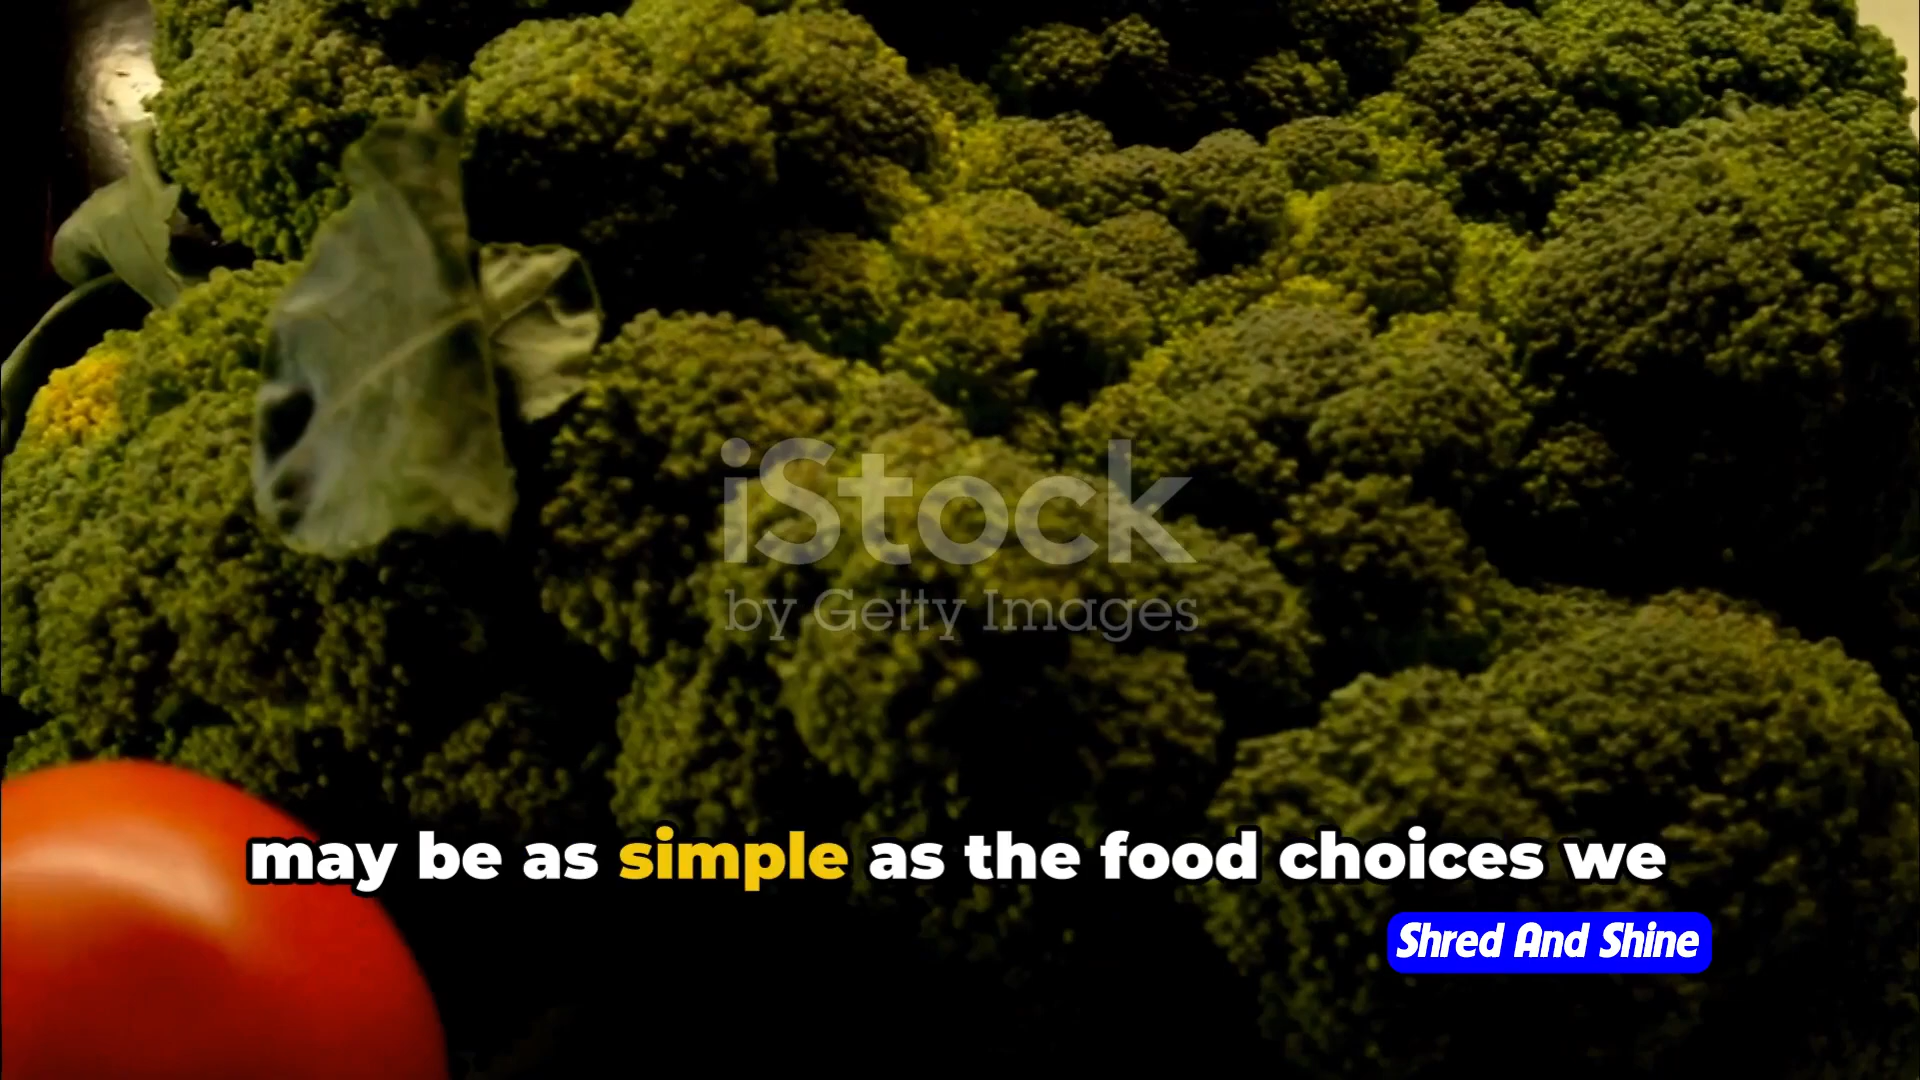 iStock
by Getty Images
may be as simple as the food choices we
Shred And Shine